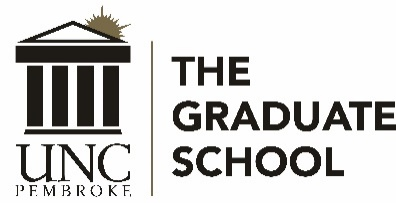 UNC
PEMBROKE
THE
GRADUATE
SCHOOL